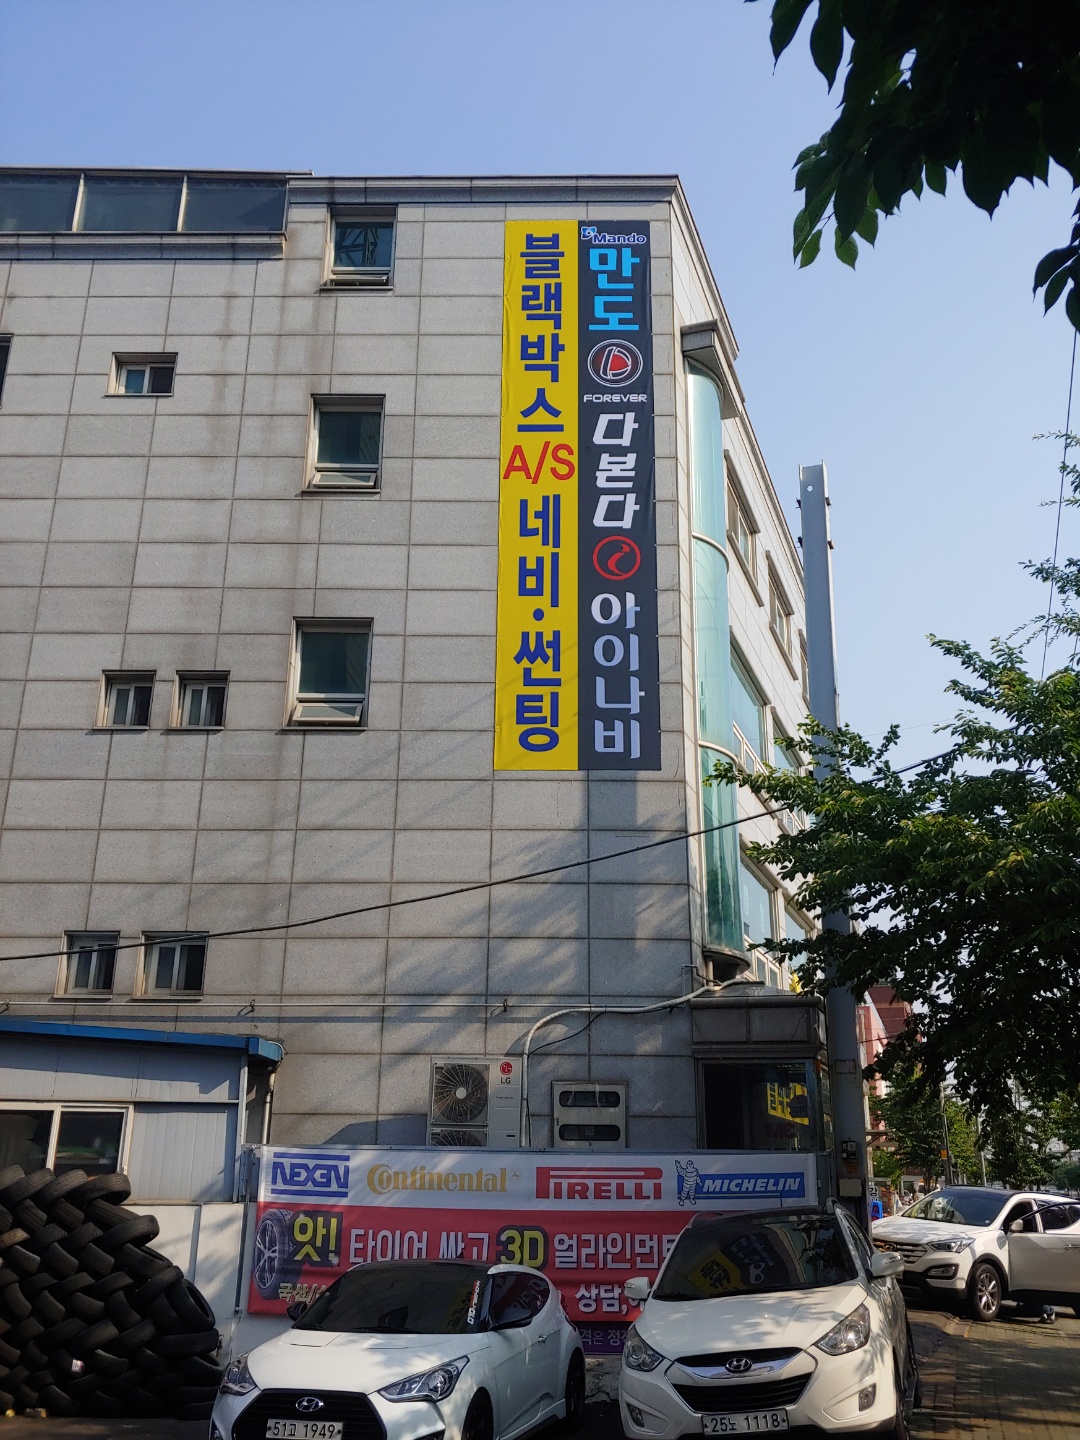 블랙박스 A/S 네비·썬팅
Mando
만도
FOREVER
다본다
아이나비
LG
NEXEN
Continental
PIRELLI
MICHELIN
앗! 타이어 싸고 3D 얼라인먼트
상담,
51고 1949
25노 1118